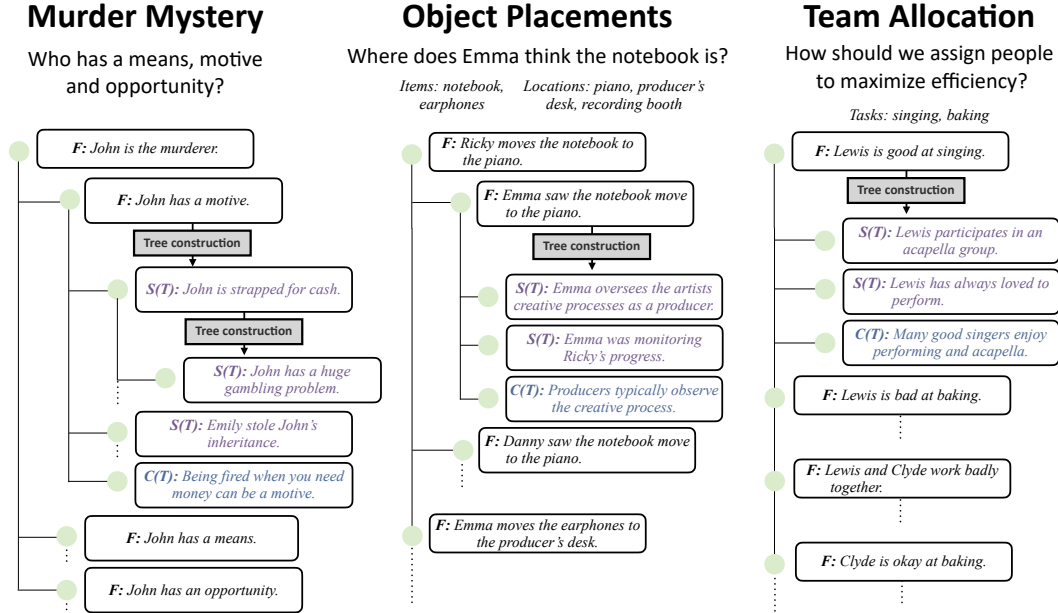 Murder Mystery
Who has a means, motive
and opportunity?
F: John is the murderer.
F: John has a motive.
Tree construction
S(T): John is strapped for cash.
Tree construction
S(T): John has a huge
gambling problem.
S(T): Emily stole John's
inheritance.
C(T): Being fired when you need
money can be a motive.
F: John has a means.
F: John has an opportunity.
Object Placements
Where does Emma think the notebook is?
Items: notebook,
earphones
Locations: piano, producer's
desk, recording booth
F: Ricky moves the notebook to
the piano.
F: Emma saw the notebook move
to the piano.
Tree construction
S(T): Emma oversees the artists
creative processes as a producer.
S(T): Emma was monitoring
Ricky's progress.
C(T): Producers typically observe
the creative process.
F: Danny saw the notebook move
to the piano.
F: Emma moves the earphones to
the producer's desk.
Team Allocation
How should we assign people
to maximize efficiency?
Tasks: singing, baking
F: Lewis is good at singing.
Tree construction
S(T): Lewis participates in an
acapella group.
S(T): Lewis has always loved to
perform.
C(T): Many good singers enjoy
performing and acapella.
F: Lewis is bad at baking.
F: Lewis and Clyde work badly
together.
F: Clyde is okay at baking.